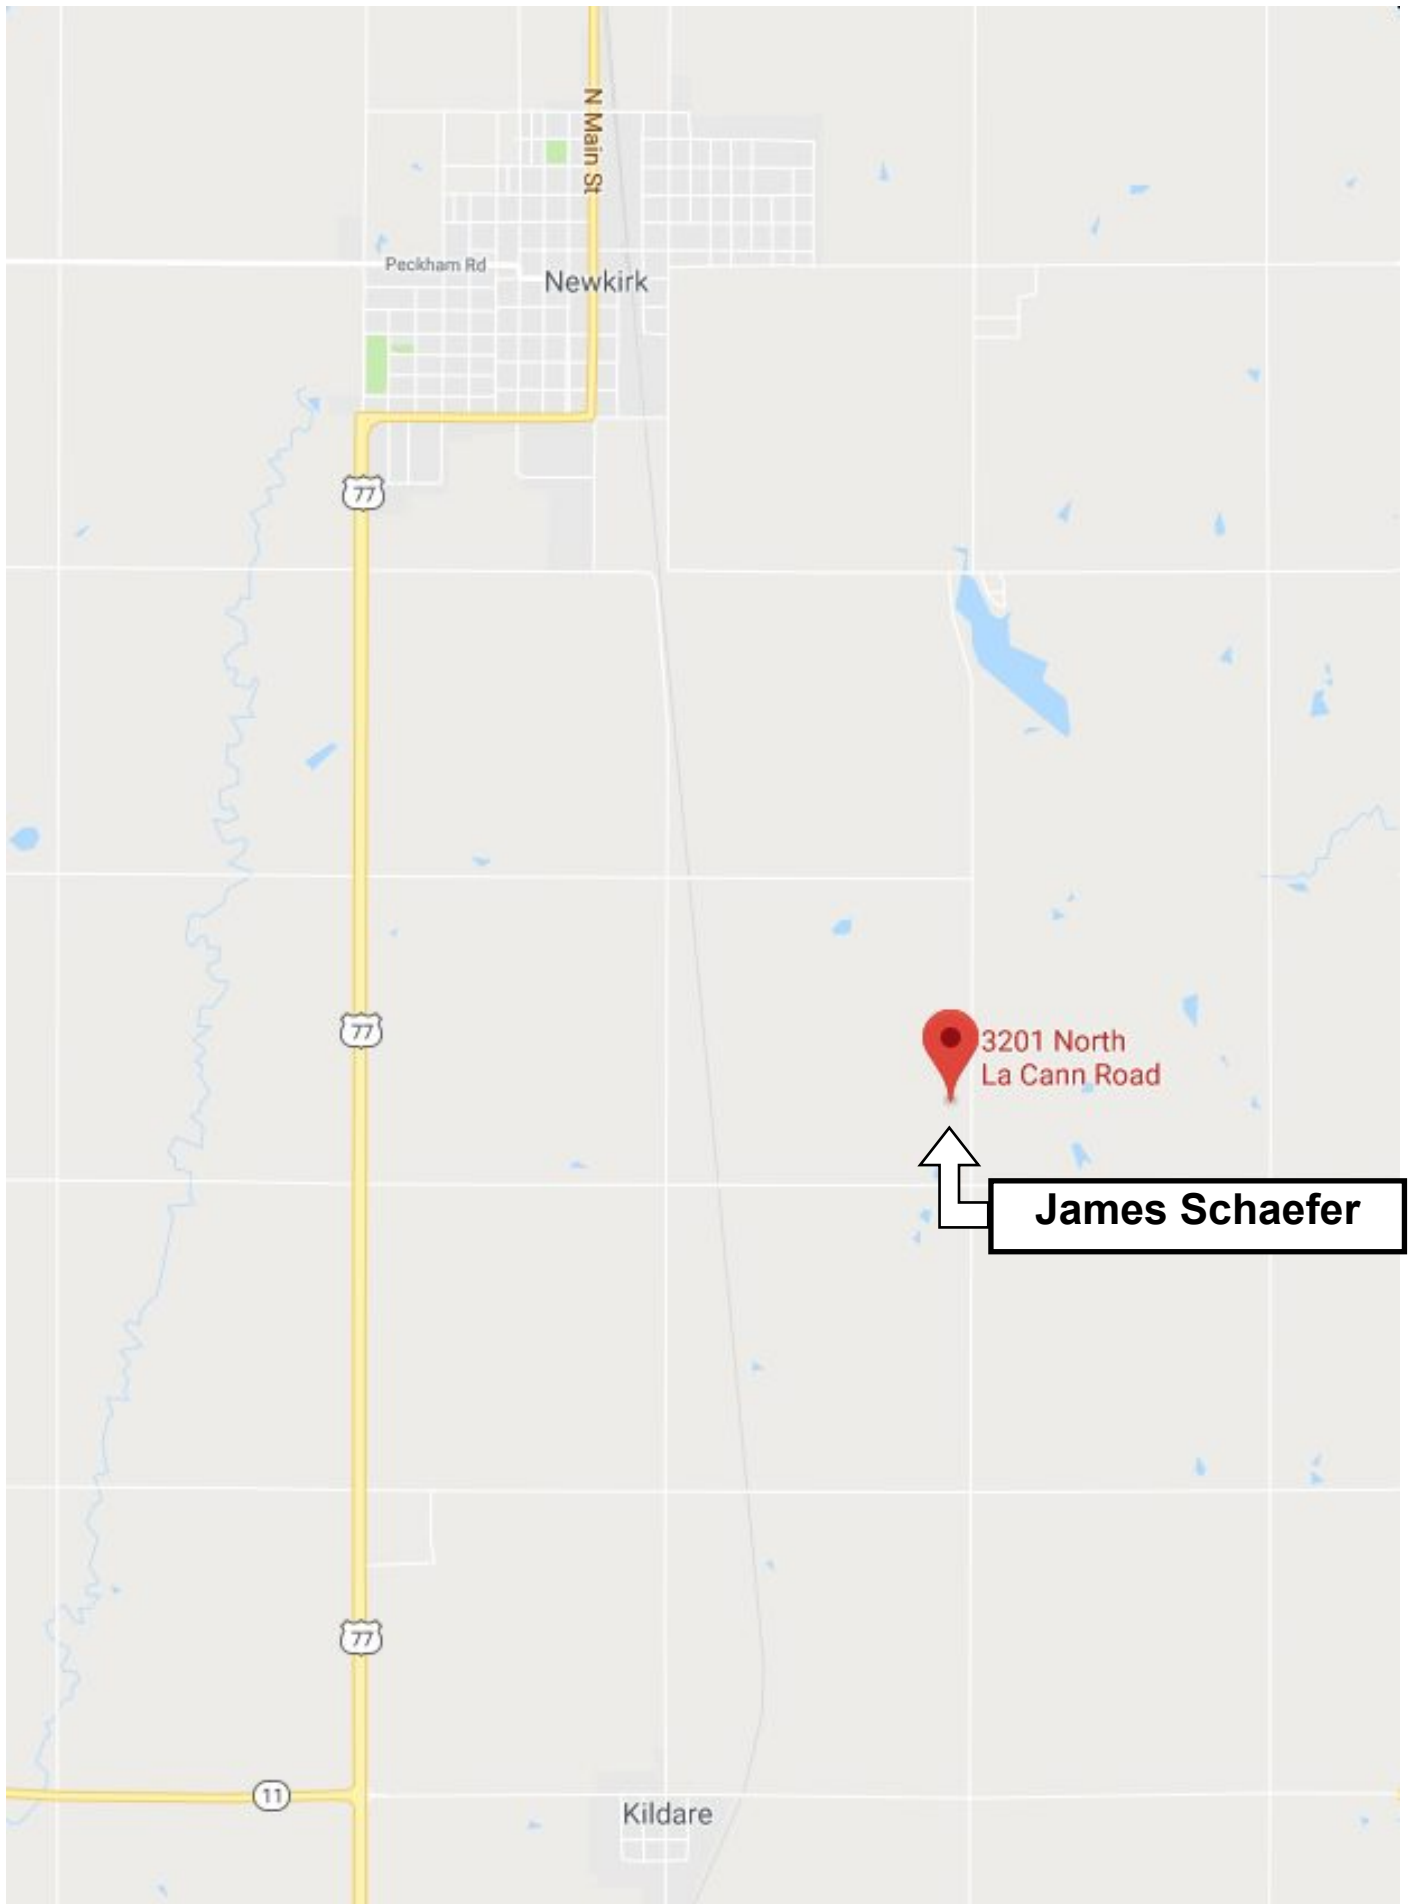 N Main St
Peckham Rd
Newkirk
77
77
3201 North
La Cann Road
James Schaefer
77
11
Kildare